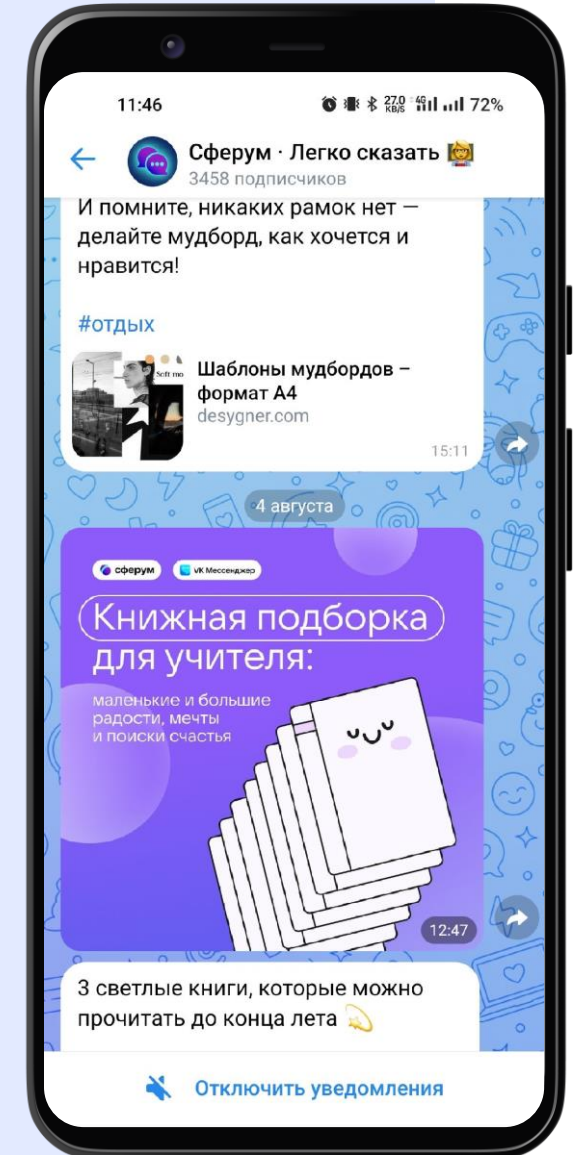 11:46
27.0 KB/S 4G 72%
Сферум · Легко сказать
3458 подписчиков
И помните, никаких рамок нет —
делайте мудборд, как хочется и
нравится!
#отдых
Soft mo
Шаблоны мудбордов –
формат А4
desygner.com
15:11
4 августа
сферум VK Мессенджер
Книжная подборка
для учителя:
маленькие и большие
радости, мечты
и поиски счастья
12:47
3 светлые книги, которые можно
прочитать до конца лета
Отключить уведомления